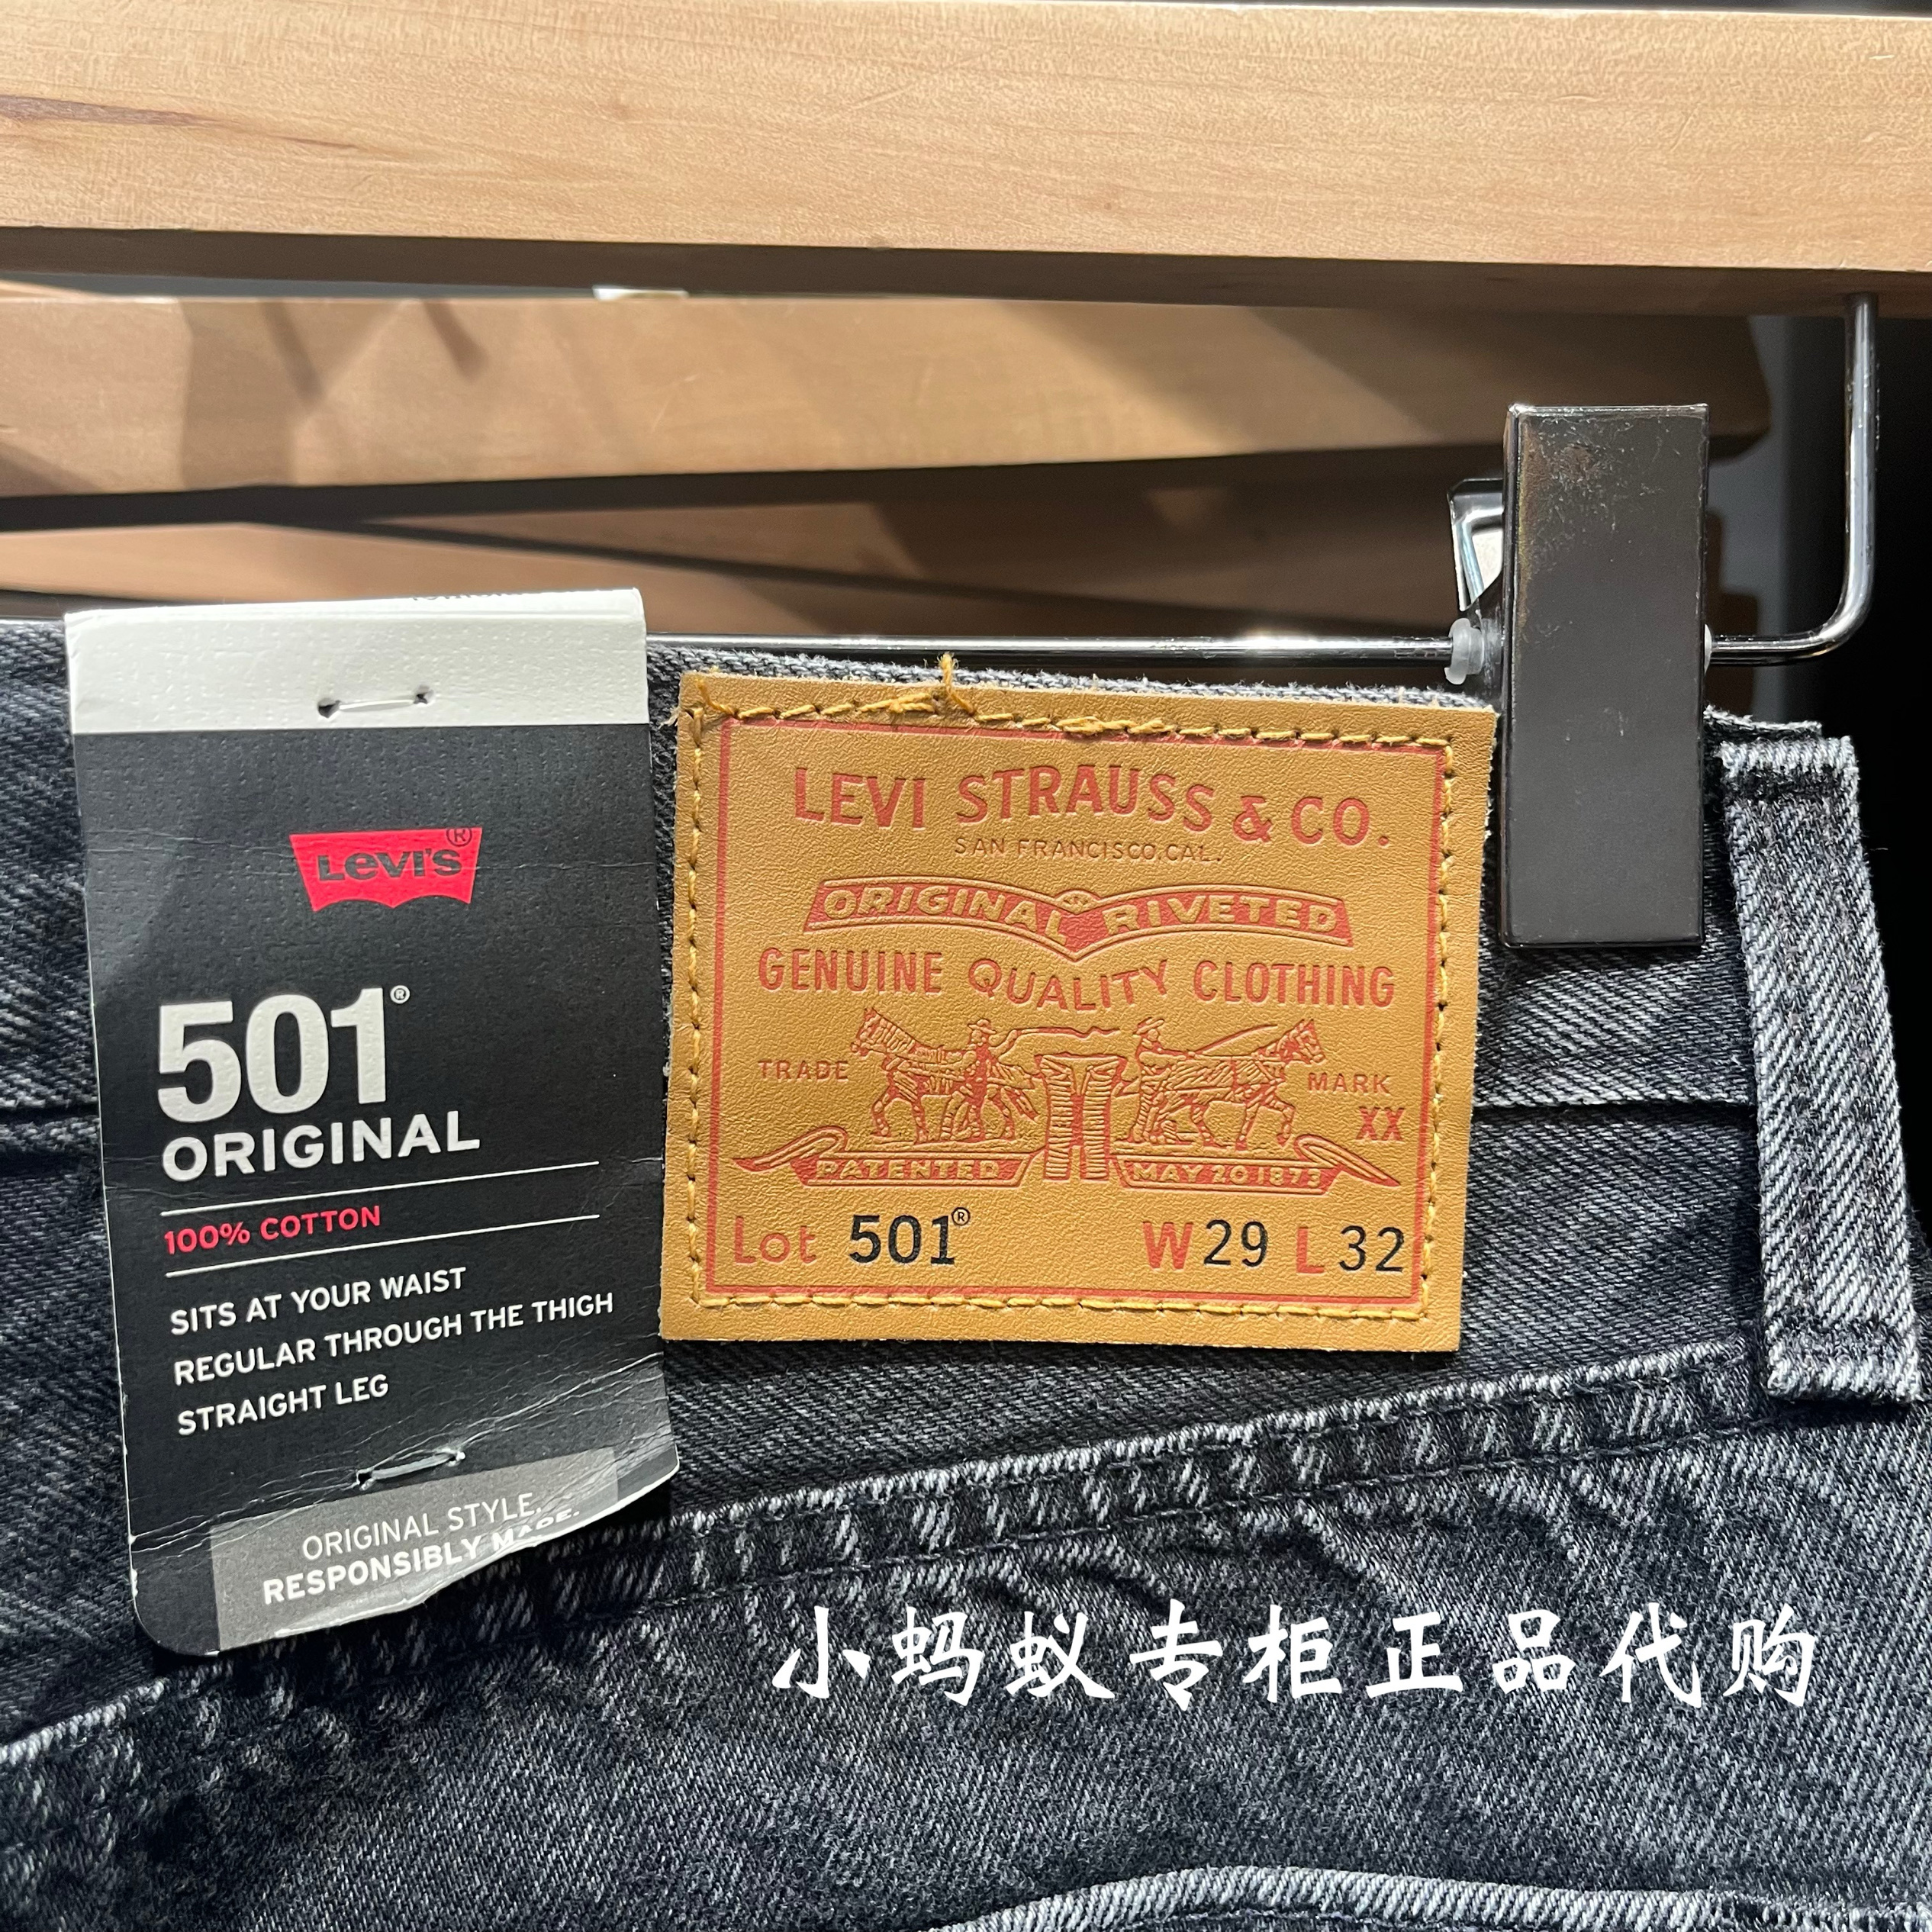 LEVI'S®
501®
ORIGINAL
100% COTTON
SITS AT YOUR WAIST
REGULAR THROUGH THE THIGH
STRAIGHT LEG
ORIGINAL STYLE.
RESPONSIBLY MADE.
LEVI STRAUSS & CO.
SAN FRANCISCO, CAL.
ORIGINAL RIVETED
GENUINE QUALITY CLOTHING
TRADE MARK
XX
PATENTED MAY 20 1873
Lot 501® W 29 L 32
小蚂蚁专柜正品代购